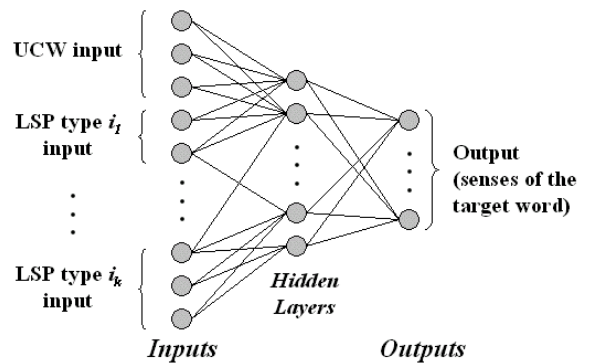 UCW input
LSP type i1
input
LSP type ik
input
Hidden
Layers
Output
(senses of the
target word)
Inputs
Outputs